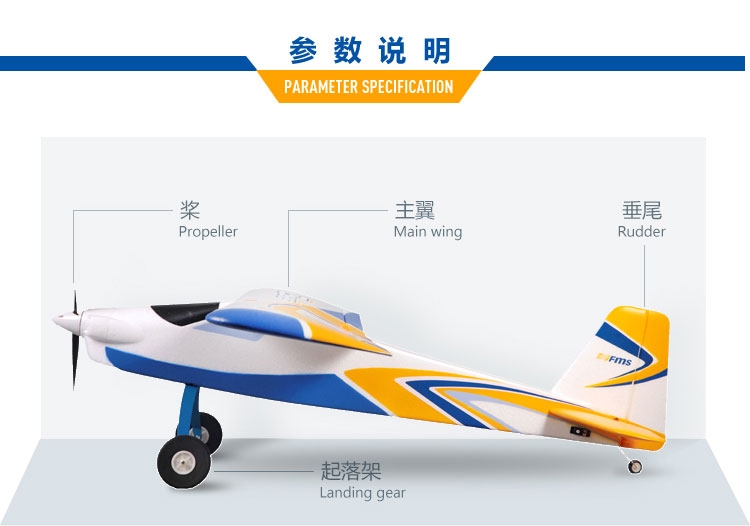 参数说明
PARAMETER SPECIFICATION
桨
Propeller
主翼
Main wing
垂尾
Rudder
FMS
起落架
Landing gear